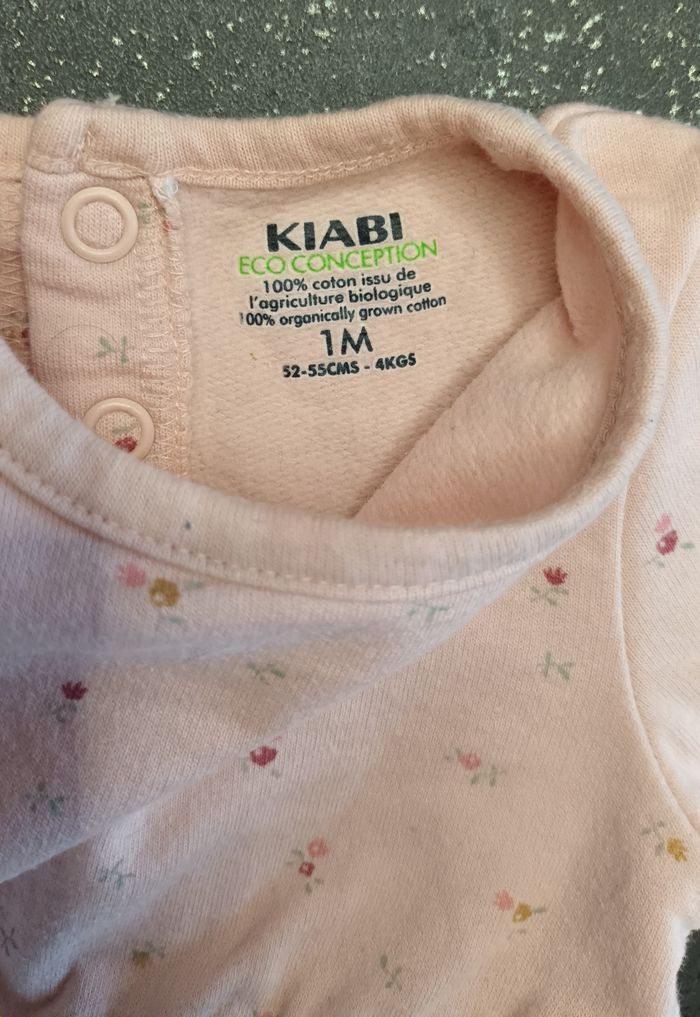 KIABI
ECO CONCEPTION
100% coton issu de
l'agriculture biologique
100% organically grown cotton
1M
52-55CMS - 4KGS